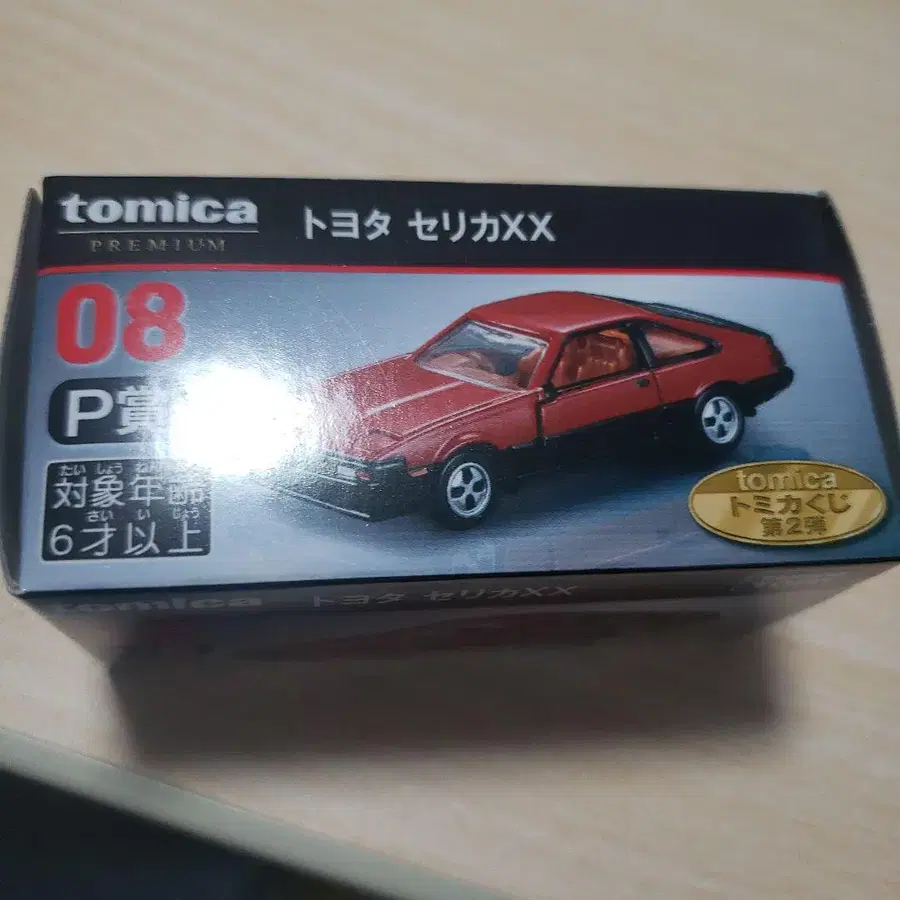 tomica
PREMIUM
トヨタ セリカXX
08
P賞
たい しょう ねん
対象年齢
さい い じょう
6才以上
tomica
トミカくじ
第2弾
tomica トヨタ セリカXX